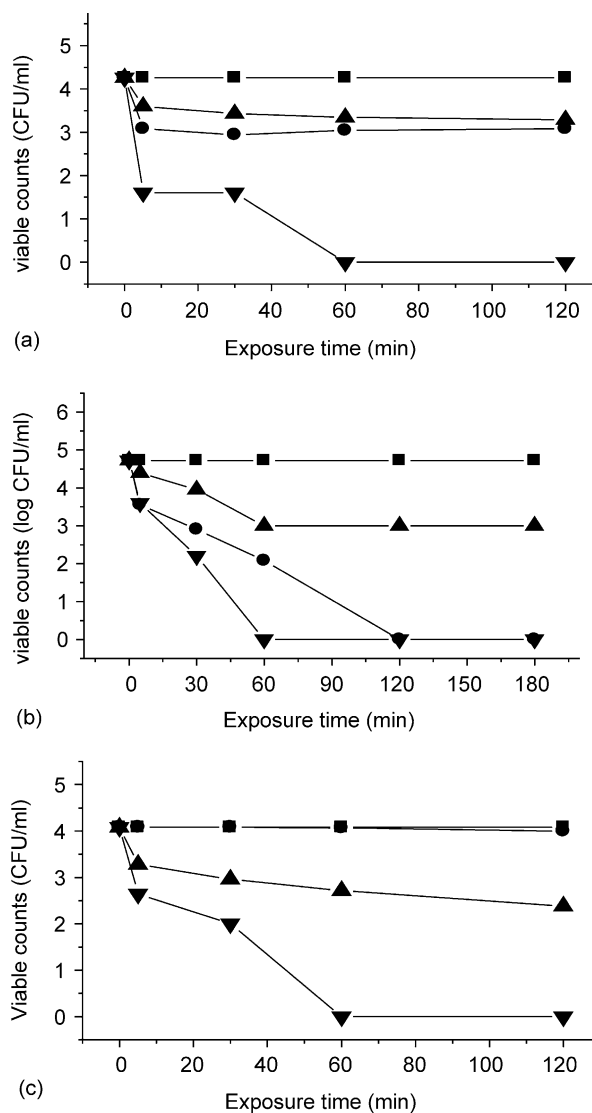 viable counts (CFU/ml)
5
4
3
2
1
0
0 20 40 60 80 100 120
(a)
Exposure time (min)
viable counts (log CFU/ml)
6
5
4
3
2
1
0
0 30 60 90 120 150 180
(b)
Exposure time (min)
Viable counts (CFU/ml)
5
4
3
2
1
0
0 20 40 60 80 100 120
(c)
Exposure time (min)